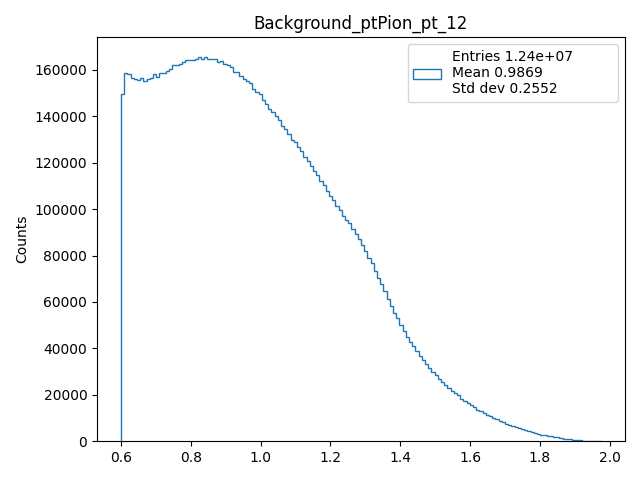 Background_ptPion_pt_12
Entries 1.24e+07
Mean 0.9869
Std dev 0.2552
Counts
160000
140000
120000
100000
80000
60000
40000
20000
0
0.6 0.8 1.0 1.2 1.4 1.6 1.8 2.0